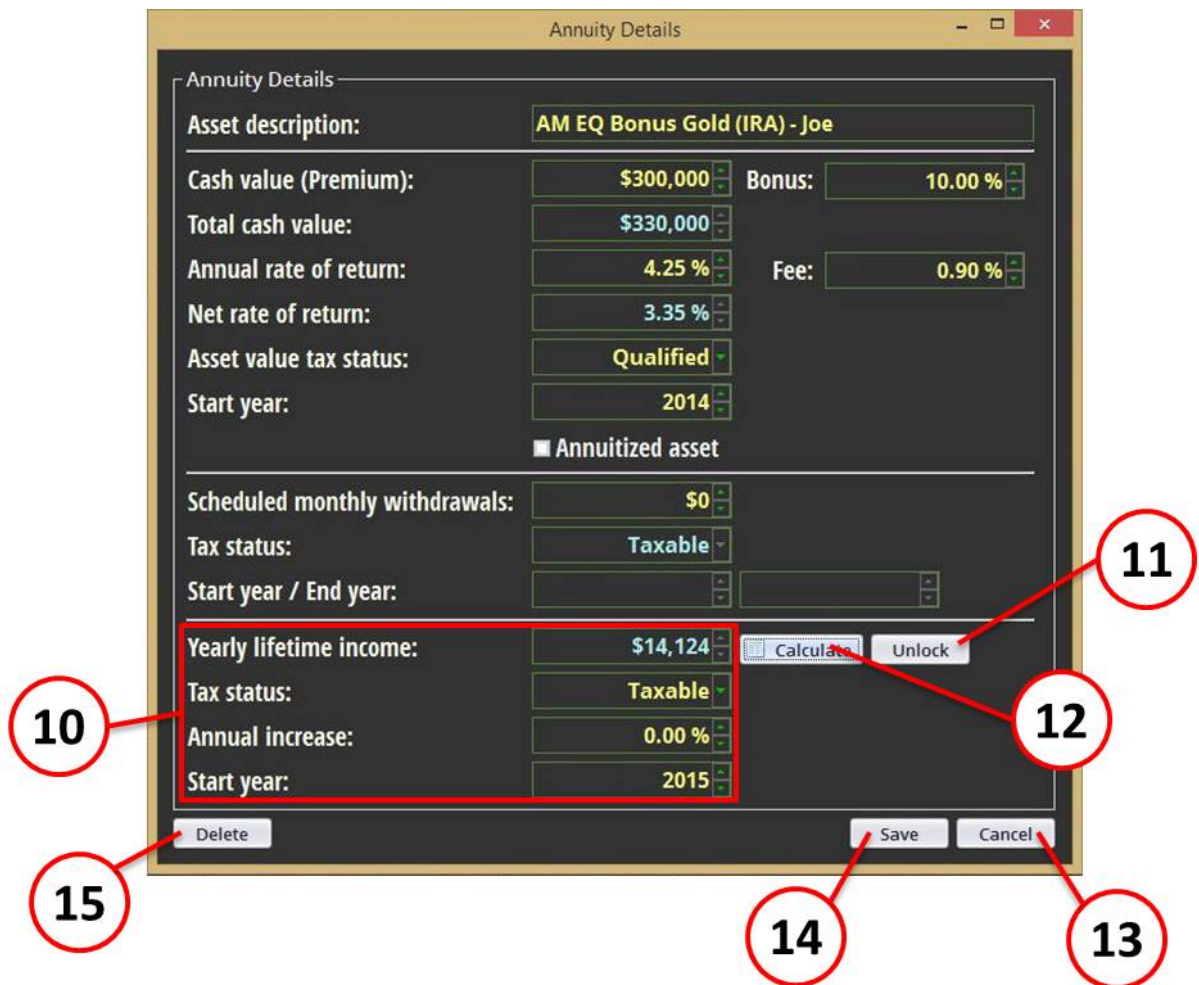 Annuity Details
Annuity Details
Asset description: AM EQ Bonus Gold (IRA) - Joe
Cash value (Premium): $300,000 Bonus: 10.00 %
Total cash value: $330,000
Annual rate of return: 4.25 % Fee: 0.90 %
Net rate of return: 3.35 %
Asset value tax status: Qualified
Start year: 2014
Annuitized asset
Scheduled monthly withdrawals: $0
Tax status: Taxable
Start year / End year:
11
Yearly lifetime income: $14,124 Calculate Unlock
Tax status: Taxable
10
12
Annual increase: 0.00 %
Start year: 2015
Delete Save Cancel
15
14
13